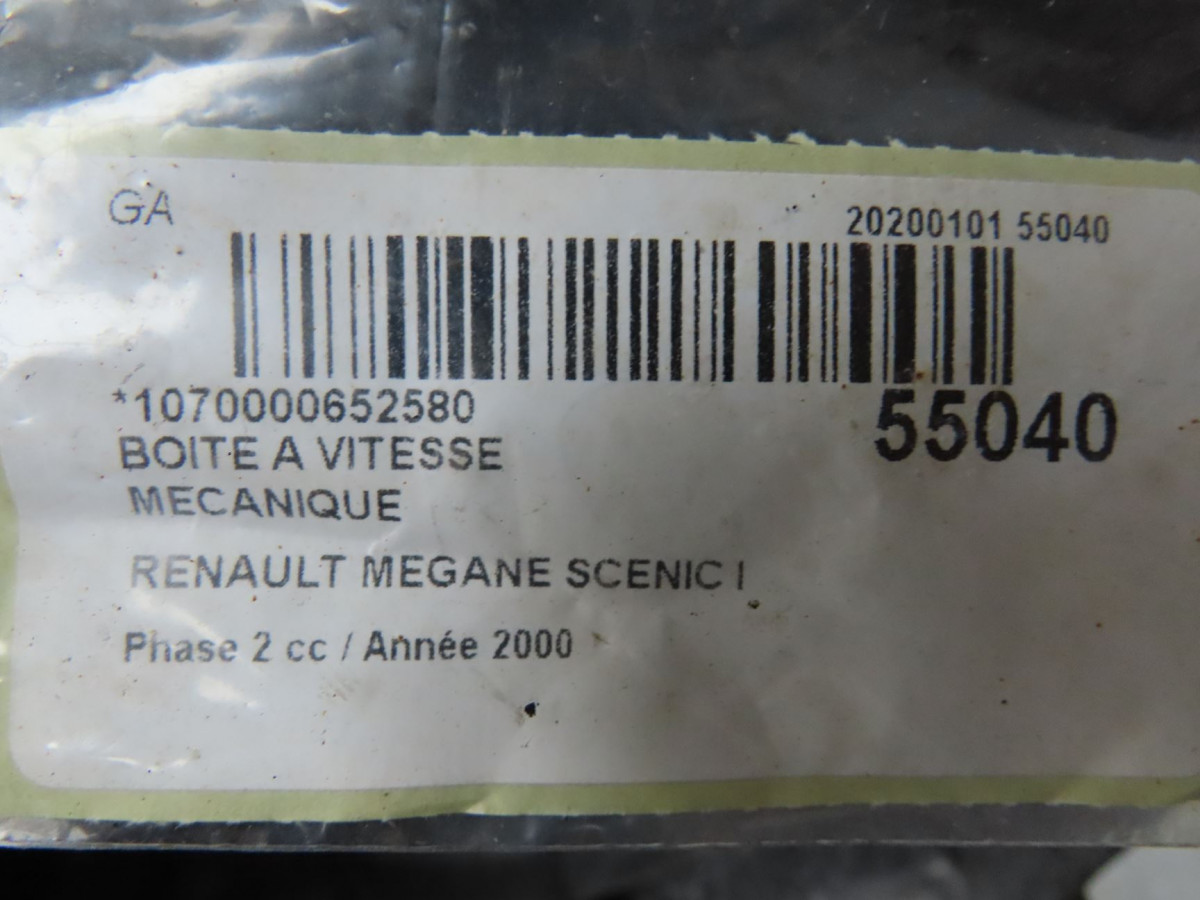 GA
20200101 55040
*1070000652580
55040
BOITE A VITESSE
MECANIQUE
RENAULT MEGANE SCENIC I
Phase 2 cc / Année 2000